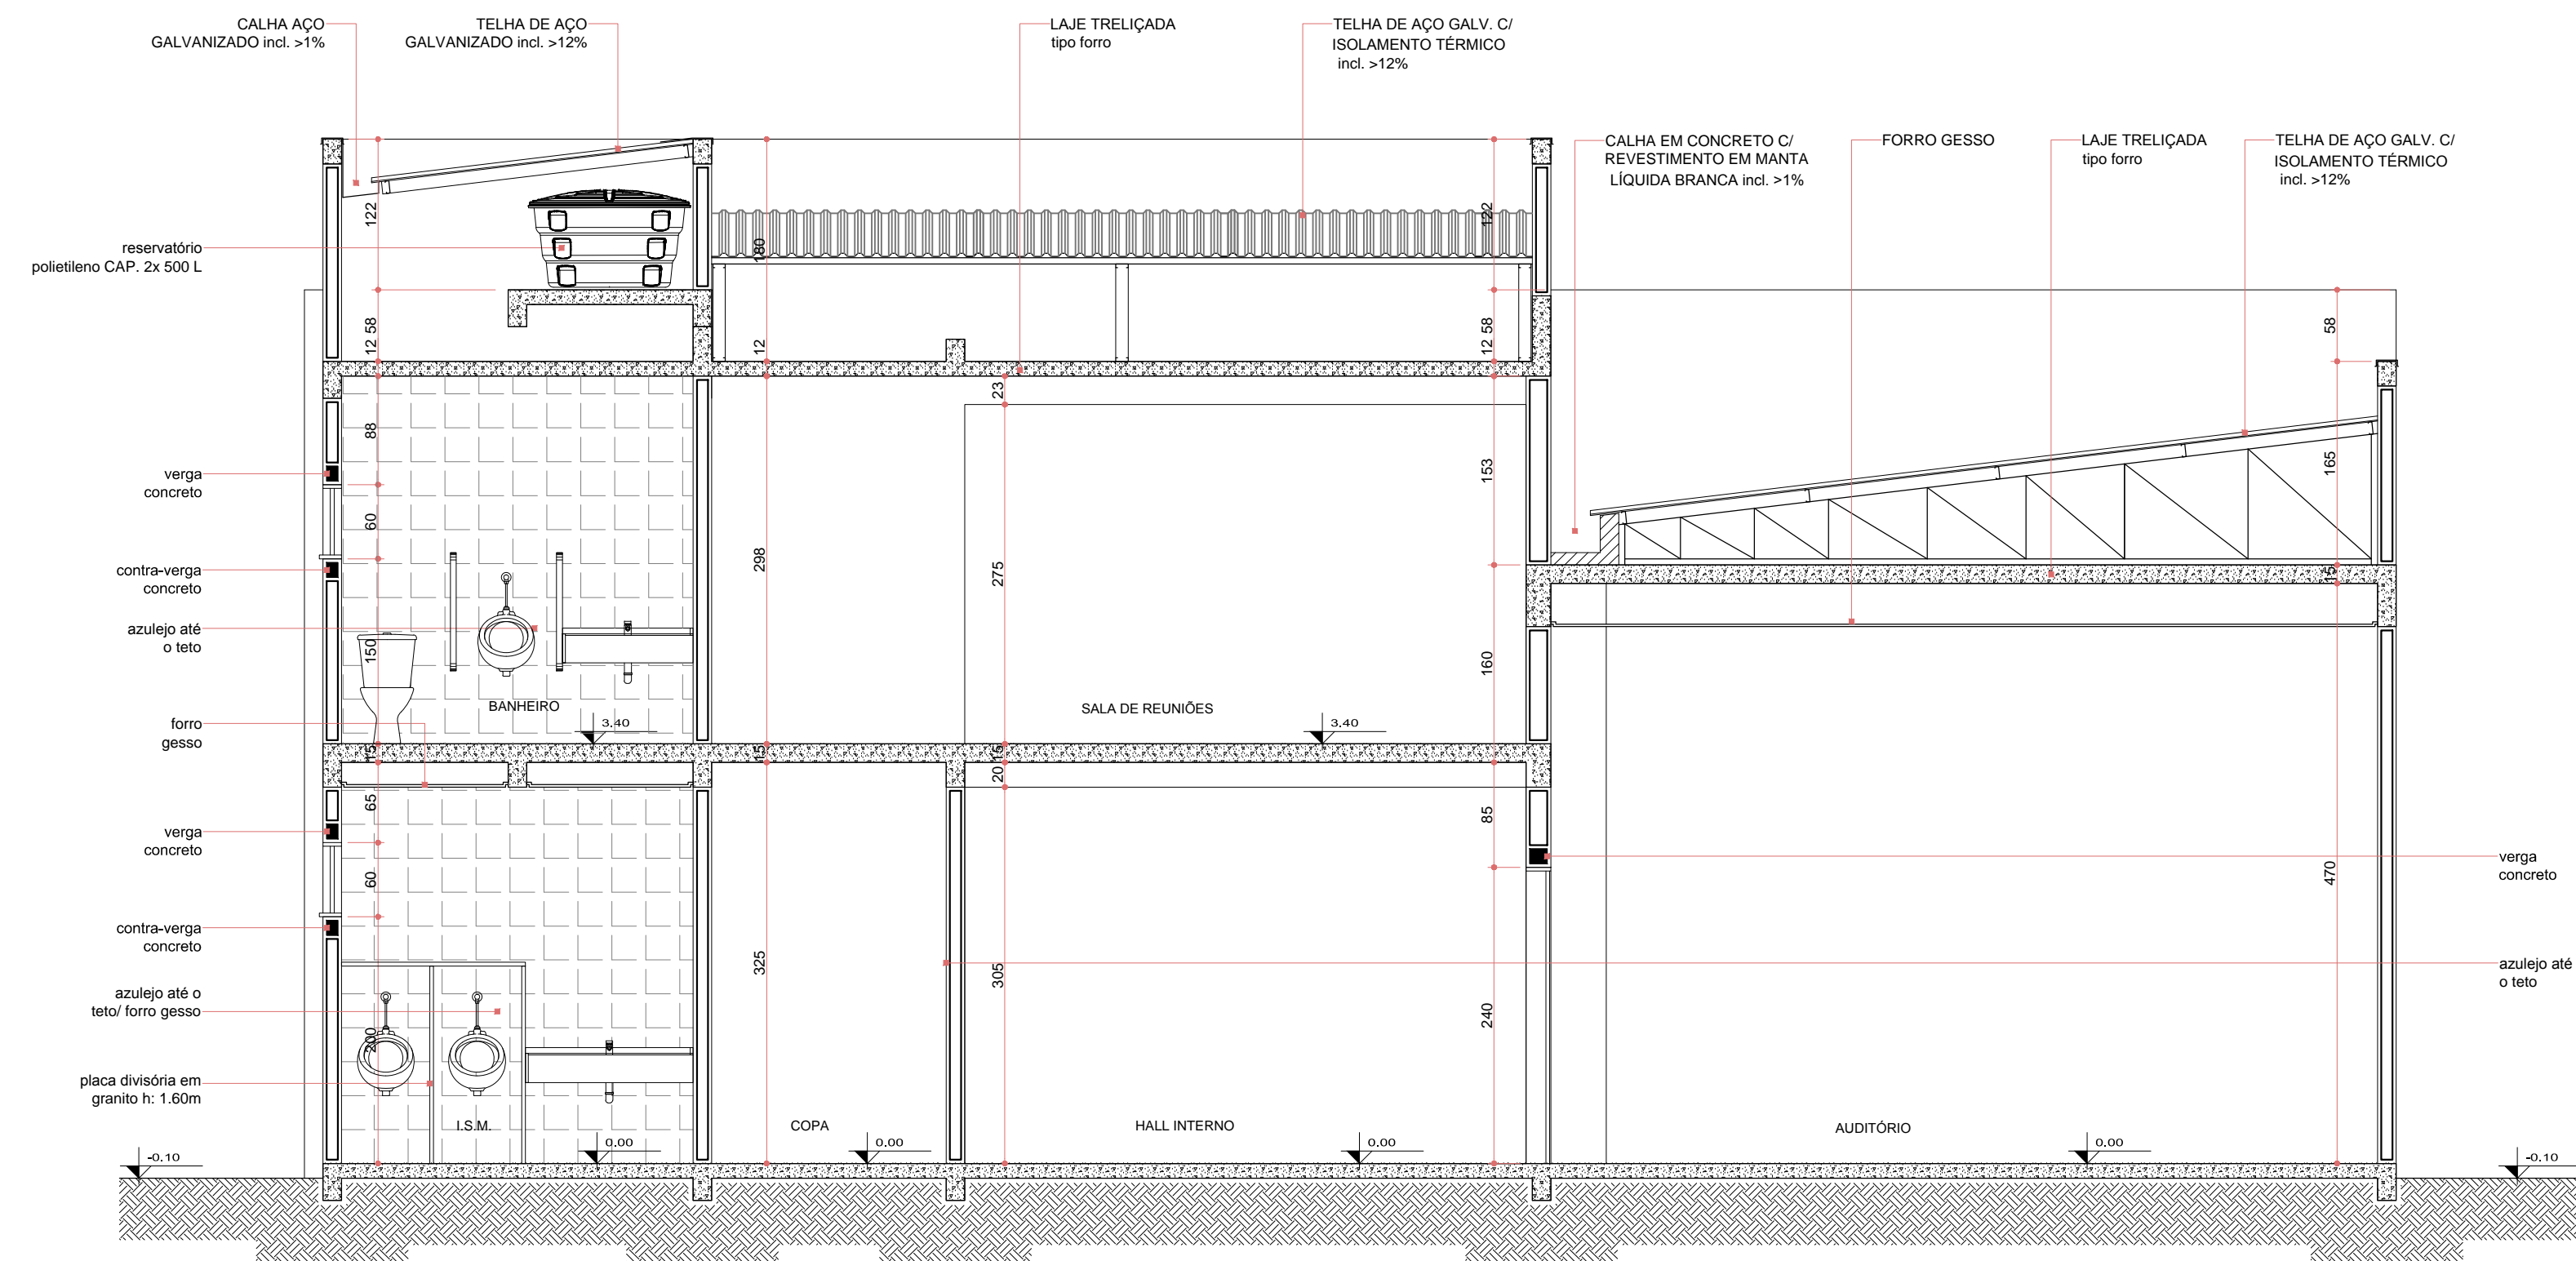 CALHA AÇO
GALVANIZADO incl. >1%
TELHA DE AÇO
GALVANIZADO incl. >12%
LAJE TRELIÇADA
tipo forro
TELHA DE AÇO GALV. C/
ISOLAMENTO TÉRMICO
incl. >12%
CALHA EM CONCRETO C/
REVESTIMENTO EM MANTA
LÍQUIDA BRANCA incl. >1%
FORRO GESSO
LAJE TRELIÇADA
tipo forro
TELHA DE AÇO GALV. C/
ISOLAMENTO TÉRMICO
incl. >12%
reservatório
polietileno CAP. 2x 500 L
verga
concreto
contra-verga
concreto
azulejo até
o teto
forro
gesso
verga
concreto
contra-verga
concreto
azulejo até o
teto/ forro gesso
placa divisória em
granito h: 1.60m
122
58
12
88
60
150
15
65
60
200
180
12
298
15
325
23
275
15
20
305
122
58
12
153
160
85
240
58
165
15
470
BANHEIRO
3.40
SALA DE REUNIÕES
3.40
I.S.M.
0.00
COPA
0.00
HALL INTERNO
0.00
AUDITÓRIO
0.00
-0.10
-0.10
verga
concreto
azulejo até
o teto